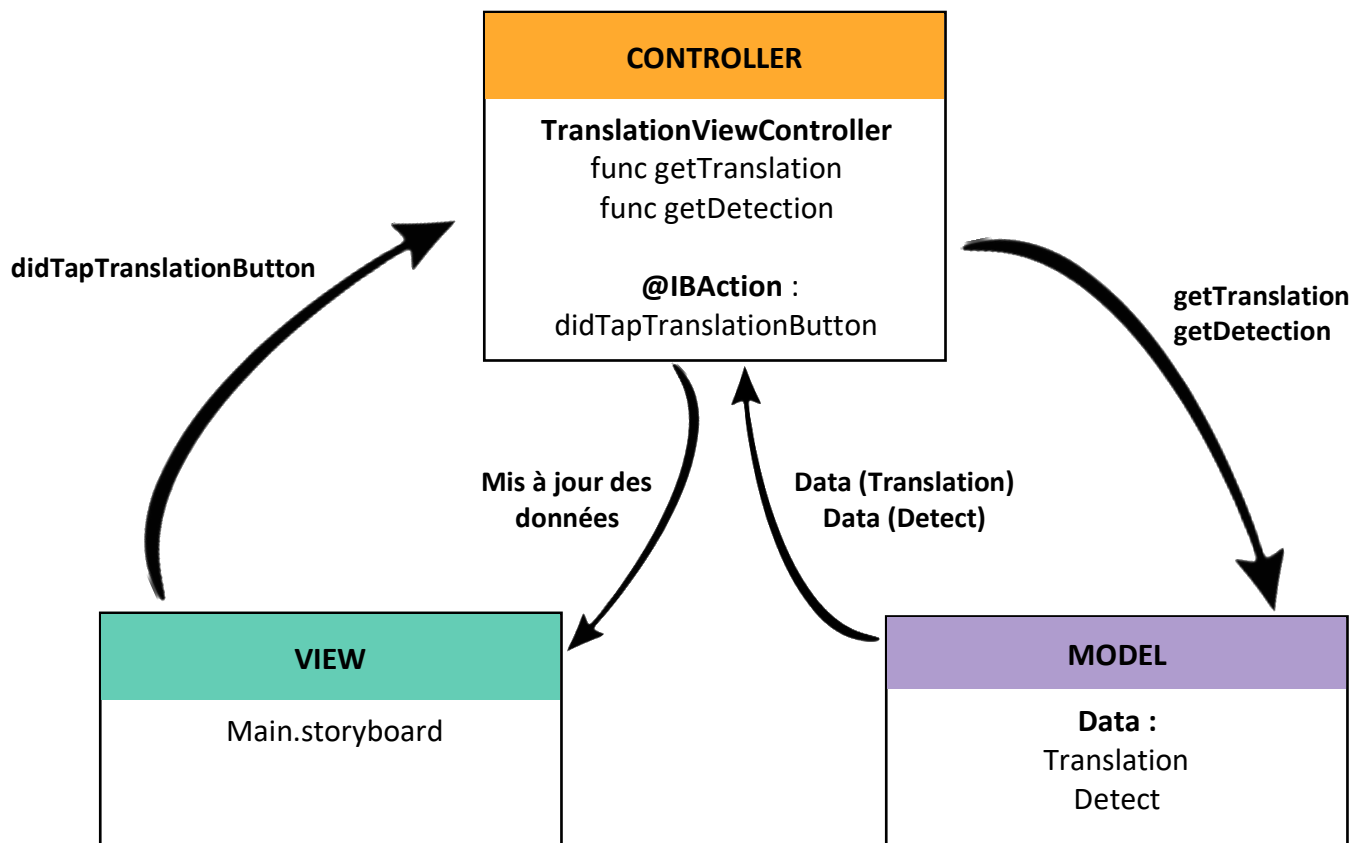 CONTROLLER
TranslationViewController
func getTranslation
func getDetection
@IBAction :
didTapTranslationButton
didTapTranslationButton
getTranslation
getDetection
Mis à jour des
données
Data (Translation)
Data (Detect)
VIEW
Main.storyboard
MODEL
Data :
Translation
Detect